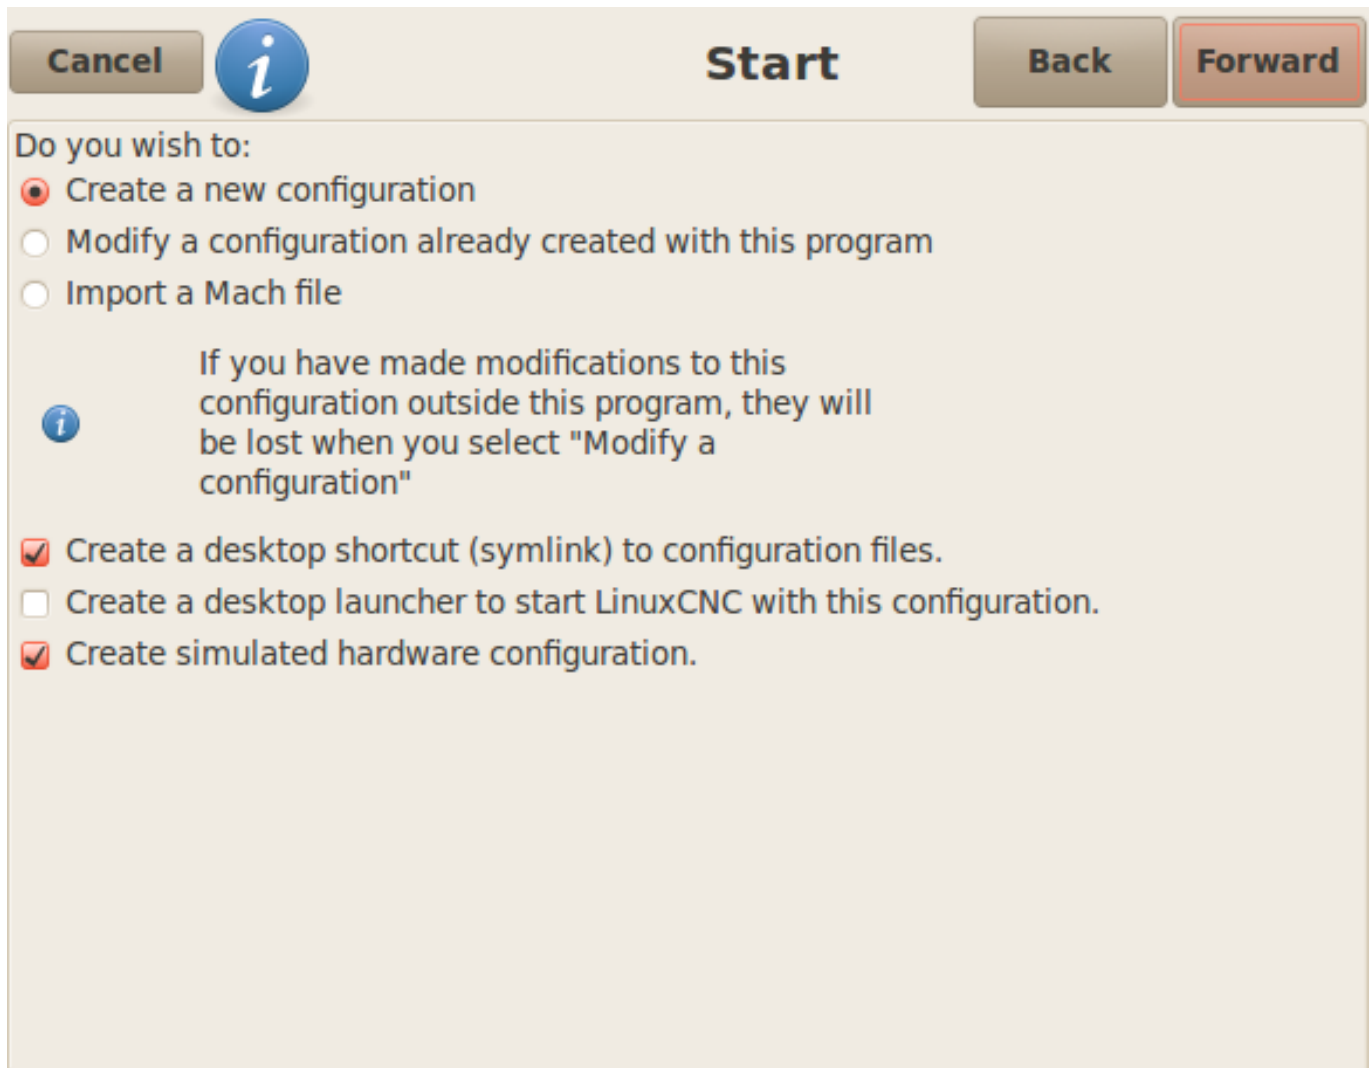 Cancel
i
Start
Back
Forward
Do you wish to:
Create a new configuration
Modify a configuration already created with this program
Import a Mach file
i
If you have made modifications to this
configuration outside this program, they will
be lost when you select "Modify a
configuration"
Create a desktop shortcut (symlink) to configuration files.
Create a desktop launcher to start LinuxCNC with this configuration.
Create simulated hardware configuration.